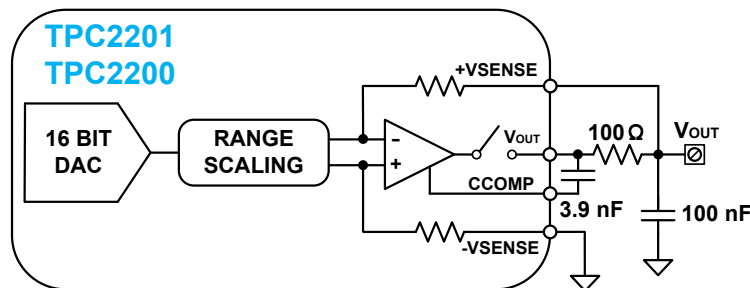 TPC2201
TPC2200
+VSENSE
16 BIT
DAC
RANGE
SCALING
−
+
VOUT
100 Ω
VOUT
CCOMP
3.9 nF
100 nF
-VSENSE